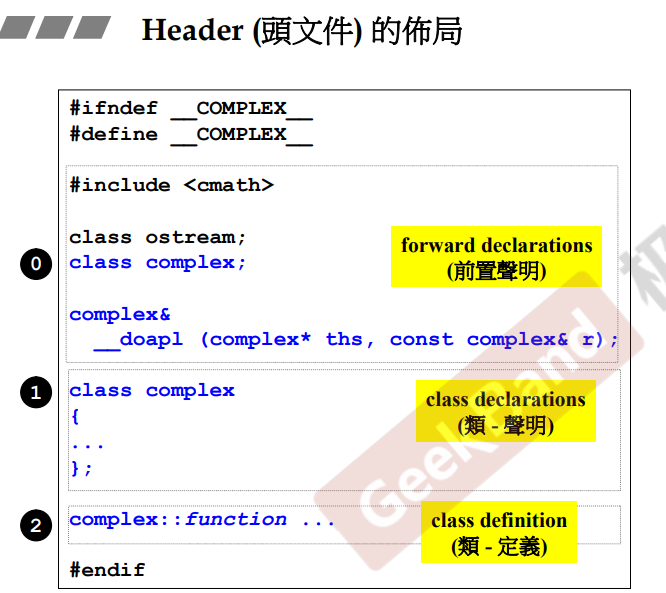 Header (頭文件) 的佈局
#ifndef __COMPLEX__
#define __COMPLEX__
#include <cmath>
class ostream;
class complex;
complex&
__doapl (complex* ths, const complex& r);
0
forward declarations
(前置聲明)
1
class complex
{
...
};
class declarations
(類 - 聲明)
2
complex::function ...
class definition
(類 - 定義)
#endif
GeekBand
极